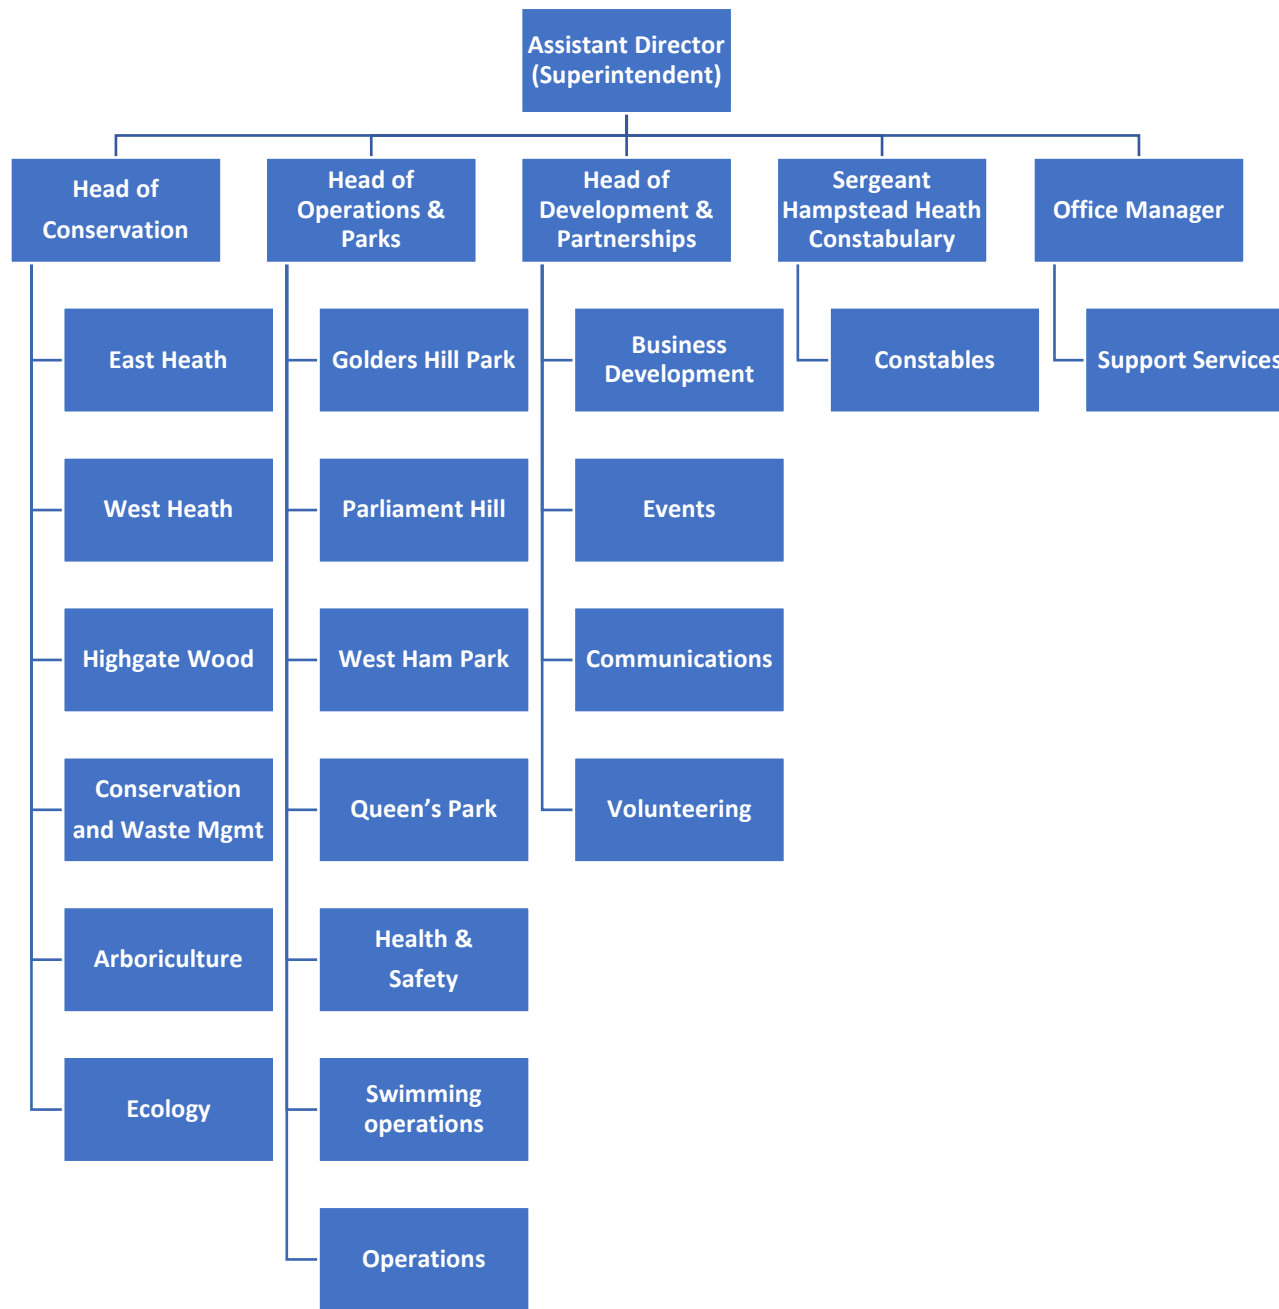 Assistant Director
(Superintendent)
Head of
Conservation
Head of
Operations &
Parks
Head of
Development &
Partnerships
Sergeant
Hampstead Heath
Constabulary
Office Manager
East Heath
Golders Hill Park
Business
Development
Constables
Support Services
West Heath
Parliament Hill
Events
Highgate Wood
West Ham Park
Communications
Conservation
and Waste Mgmt
Queen’s Park
Volunteering
Arboriculture
Health &
Safety
Ecology
Swimming
operations
Operations